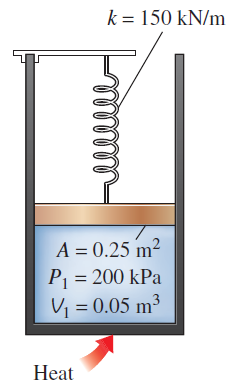 k = 150 kN/m
A = 0.25 m²
P₁ = 200 kPa
V₁ = 0.05 m³
Heat